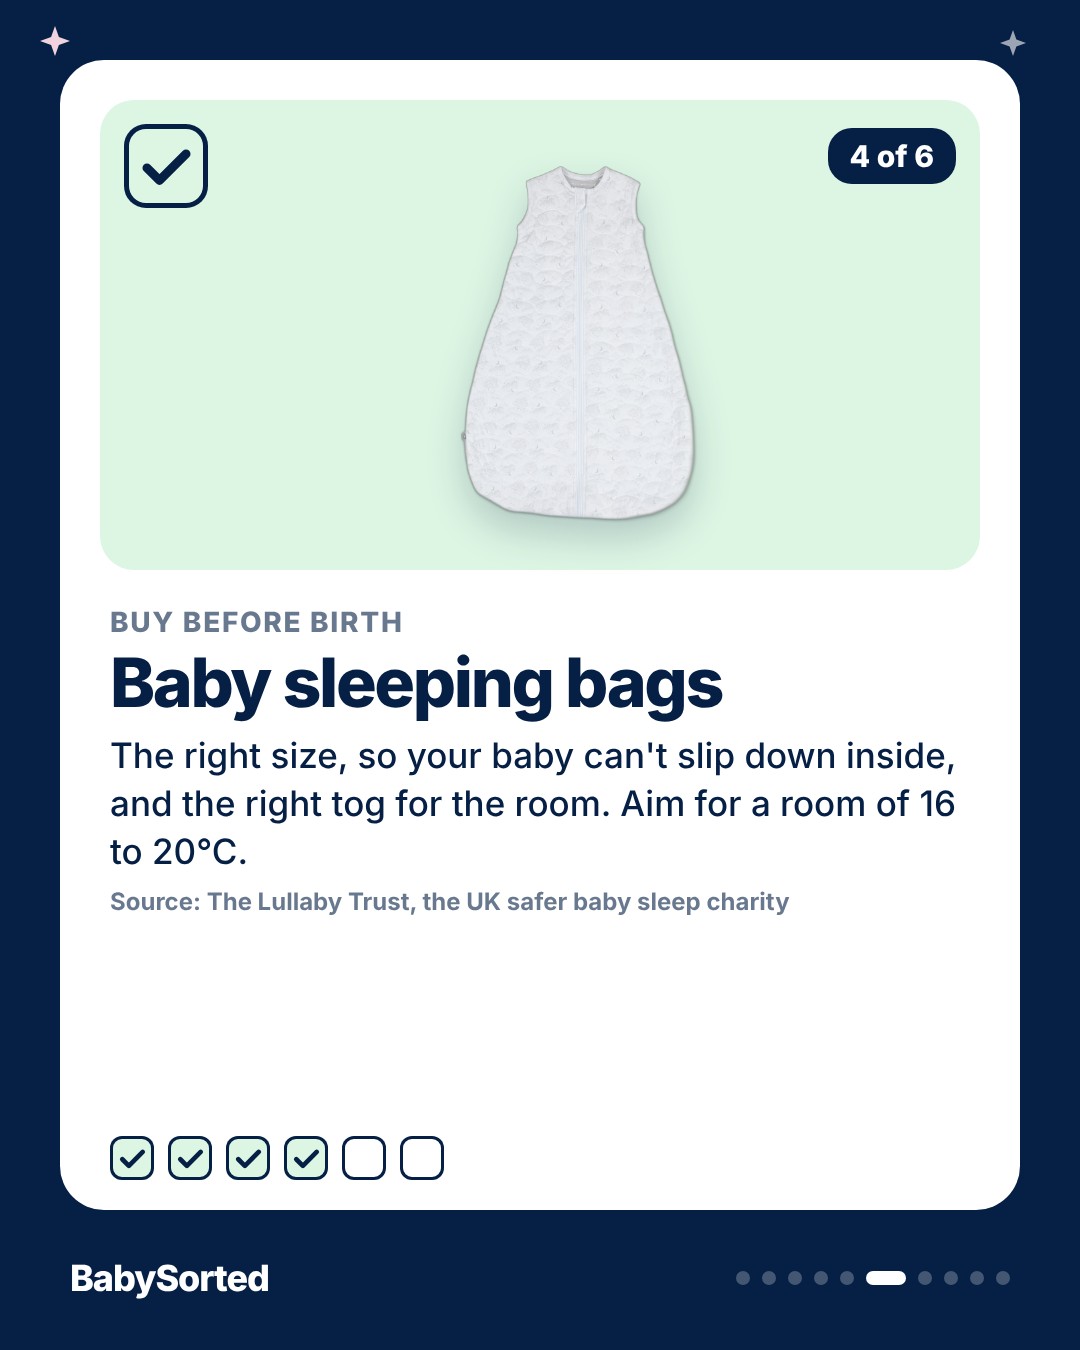 4 of 6
BUY BEFORE BIRTH
Baby sleeping bags
The right size, so your baby can't slip down inside,
and the right tog for the room. Aim for a room of 16
to 20°C.
Source: The Lullaby Trust, the UK safer baby sleep charity
BabySorted